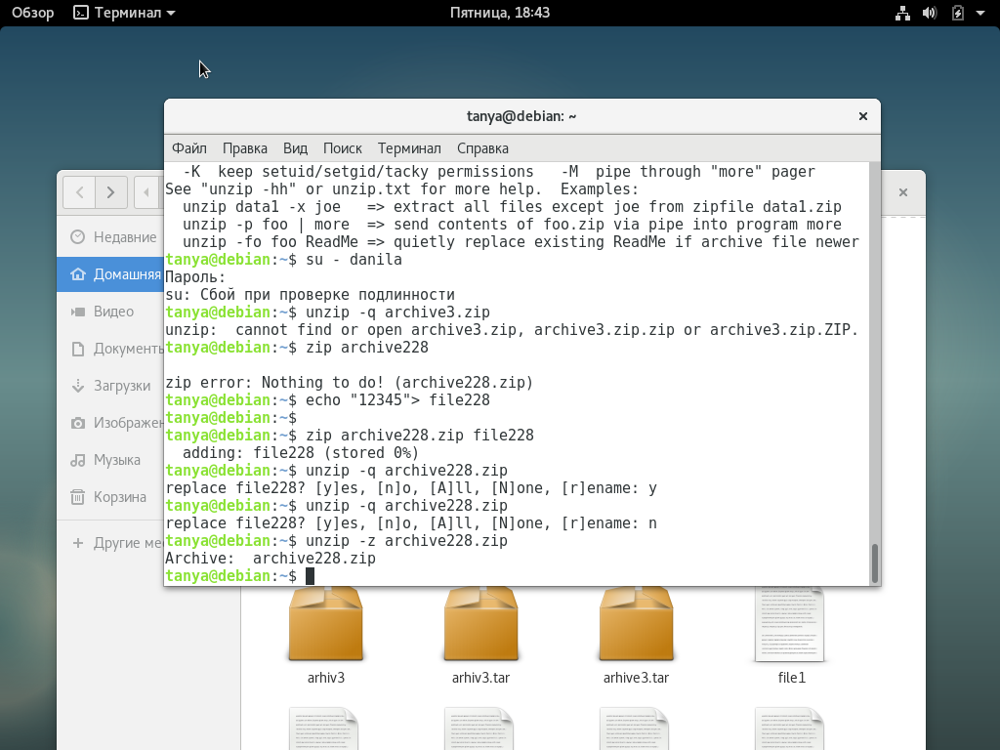 Обзор Терминал Пятница, 18:43
tanya@debian: ~
Файл Правка Вид Поиск Терминал Справка
  -K  keep setuid/setgid/tacky permissions   -M  pipe through "more" pager
See "unzip -hh" or unzip.txt for more help.  Examples:
  unzip data1 -x joe   => extract all files except joe from zipfile data1.zip
  unzip -p foo | more  => send contents of foo.zip via pipe into program more
  unzip -fo foo ReadMe => quietly replace existing ReadMe if archive file newer
tanya@debian:~$ su - danila
Пароль:
su: Сбой при проверке подлинности
tanya@debian:~$ unzip -q archive3.zip
unzip:  cannot find or open archive3.zip, archive3.zip.zip or archive3.zip.ZIP.
tanya@debian:~$ zip archive228
zip error: Nothing to do! (archive228.zip)
tanya@debian:~$ echo "12345"> file228
tanya@debian:~$
tanya@debian:~$ zip archive228.zip file228
  adding: file228 (stored 0%)
tanya@debian:~$ unzip -q archive228.zip
replace file228? [y]es, [n]o, [A]ll, [N]one, [r]ename: y
tanya@debian:~$ unzip -q archive228.zip
replace file228? [y]es, [n]o, [A]ll, [N]one, [r]ename: n
tanya@debian:~$ unzip -z archive228.zip
Archive:  archive228.zip
tanya@debian:~$
Недавние
Домашняя
Видео
Документы
Загрузки
Изображен
Музыка
Корзина
Другие ме
arhiv3 arhiv3.tar arhive3.tar file1